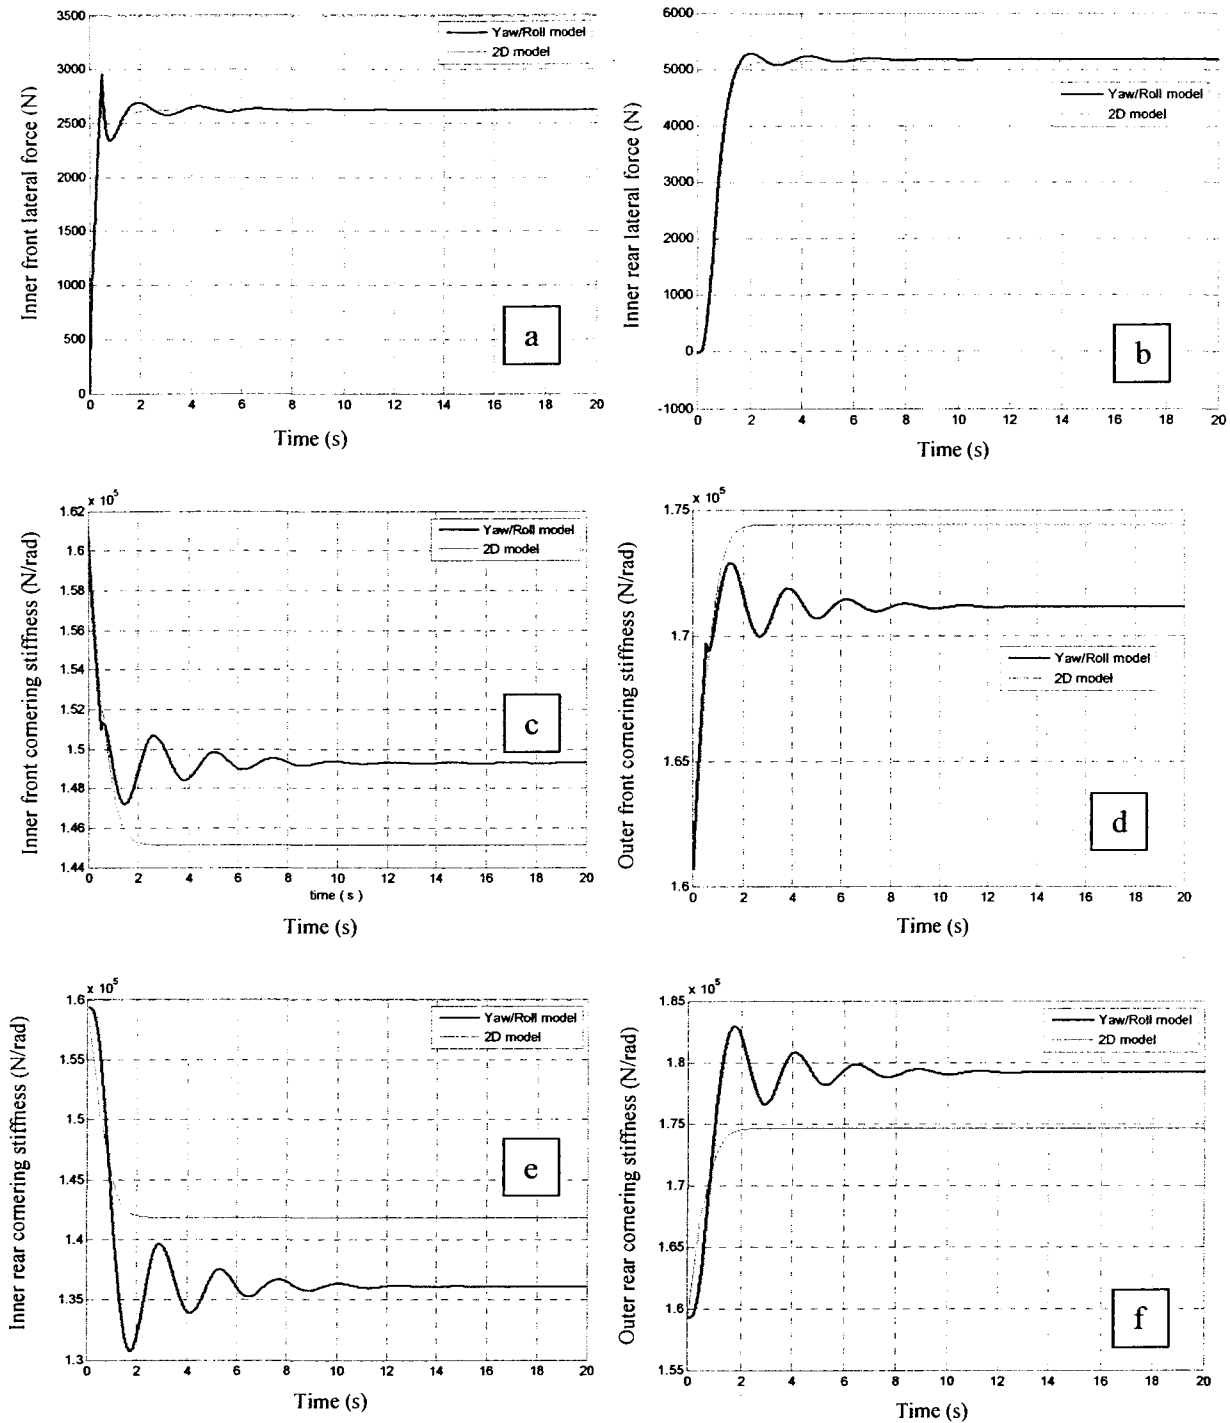 3500
3000
2500
2000
1500
1000
500
0
Inner front lateral force (N)
Yaw/Roll model
2D model
a
0 2 4 6 8 10 12 14 16 18 20
Time (s)
6000
5000
4000
3000
2000
1000
0
-1000
Inner rear lateral force (N)
Yaw/Roll model
2D model
b
0 2 4 6 8 10 12 14 16 18 20
Time (s)
x 10^5
1.62
1.6
1.58
1.56
1.54
1.52
1.5
1.48
1.46
1.44
Inner front cornering stiffness (N/rad)
Yaw/Roll model
2D model
c
0 2 4 6 8 10 12 14 16 18 20
time ( s )
Time (s)
x 10^5
1.75
1.7
1.65
1.6
Outer front cornering stiffness (N/rad)
Yaw/Roll model
2D model
d
0 2 4 6 8 10 12 14 16 18 20
Time (s)
x 10^5
1.6
1.55
1.5
1.45
1.4
1.35
1.3
Inner rear cornering stiffness (N/rad)
Yaw/Roll model
2D model
e
0 2 4 6 8 10 12 14 16 18 20
Time (s)
x 10^5
1.85
1.8
1.75
1.7
1.65
1.6
1.55
Outer rear cornering stiffness (N/rad)
Yaw/Roll model
2D model
f
0 2 4 6 8 10 12 14 16 18 20
Time (s)